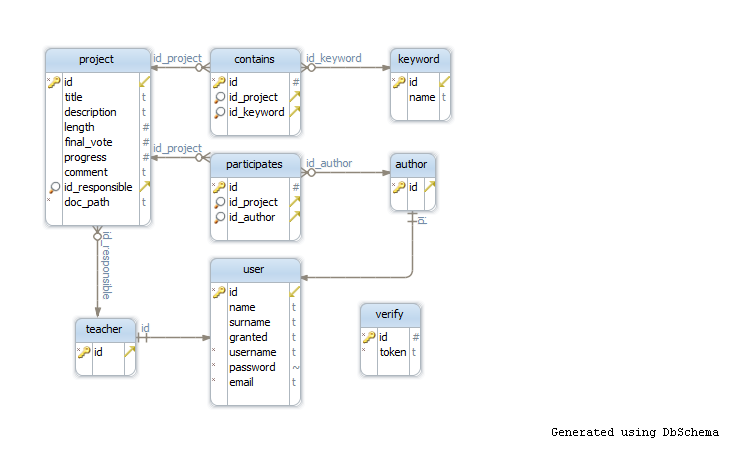 project
id
title t
description t
length #
final_vote #
progress #
comment t
id_responsible
doc_path t
id_project
contains
id #
id_project
id_keyword
id_keyword
keyword
id
name t
id_project
participates
id #
id_project
id_author
id_author
author
id
id
id_responsible
teacher
id
id
user
id
name t
surname t
granted t
username t
password ~
email t
verify
id #
token t
Generated using DbSchema